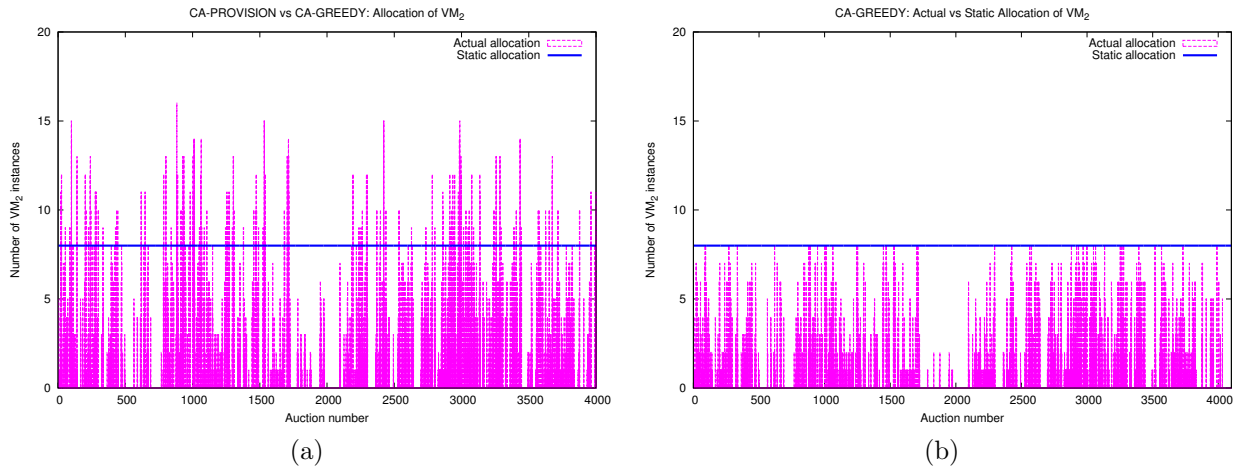 CA-PROVISION vs CA-GREEDY: Allocation of VM₂
20
15
10
5
0
Number of VM₂ instances
Actual allocation
Static allocation
0 500 1000 1500 2000 2500 3000 3500 4000
Auction number
(a)
CA-GREEDY: Actual vs Static Allocation of VM₂
20
15
10
5
0
Number of VM₂ instances
Actual allocation
Static allocation
0 500 1000 1500 2000 2500 3000 3500 4000
Auction number
(b)